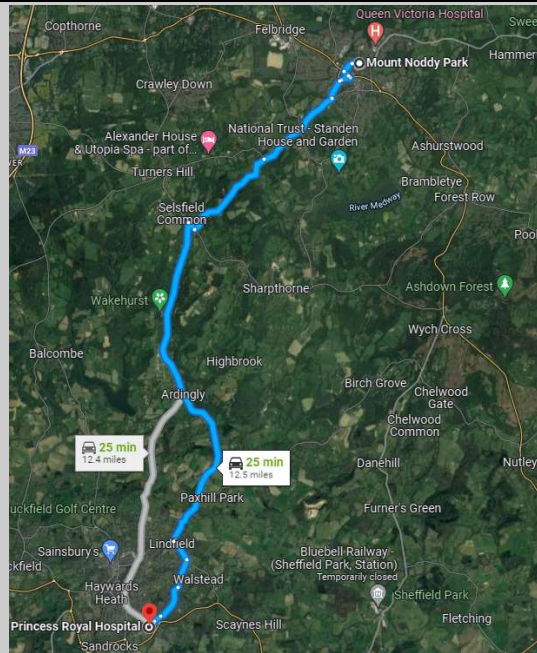 Queen Victoria Hospital
Copthorne
Felbridge
Mount Noddy Park
Hammer
Crawley Down
M23
Alexander House
& Utopia Spa - part of...
National Trust - Standen
House and Garden
Ashurstwood
Turners Hill
Brambletye
River Medway
Forest Row
Selsfield
Common
Sharpthorne
Ashdown Forest
Wakehurst
Wych Cross
Balcombe
Highbrook
Birch Grove
Chelwood
Gate
Ardingly
Chelwood
Common
25 min
12.4 miles
25 min
12.5 miles
Danehill
Nutley
Paxhill Park
uckfield Golf Centre
Furner's Green
Lindfield
Sainsbury's
ckfield
Bluebell Railway -
(Sheffield Park, Station)
Temporarily closed
Walstead
Haywards
Heath
Sheffield Park
Princess Royal Hospital
Scaynes Hill
Fletching
Sandrocks